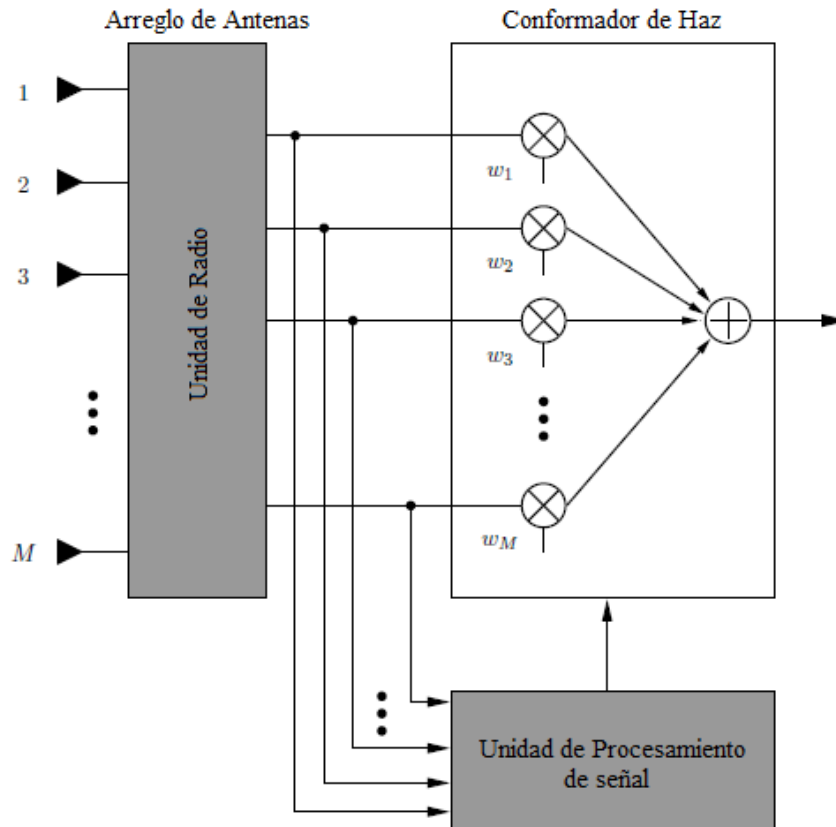 Arreglo de Antenas
Conformador de Haz
1
2
3
M
Unidad de Radio
w₁
w₂
w₃
w_M
Unidad de Procesamiento
de señal